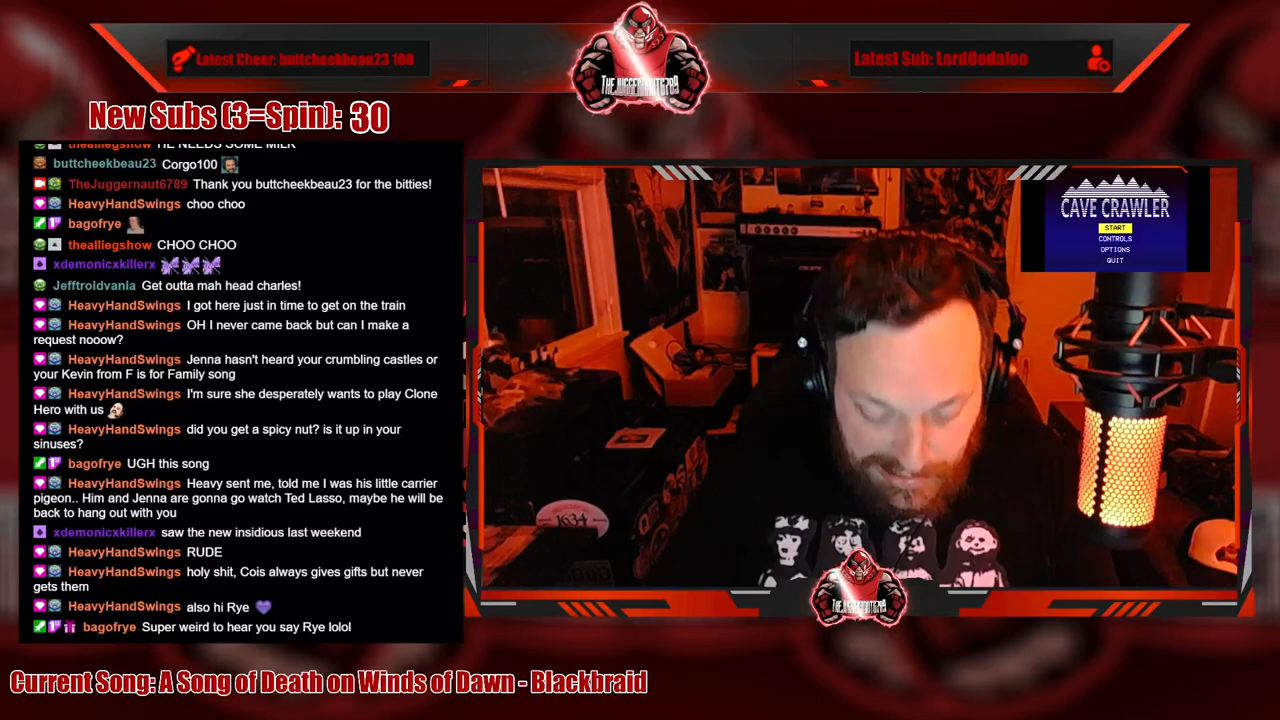 Latest Cheer: buttcheekbeau23 100
THEJUGGERNAUT6789
Latest Sub: LordOodaloo
New Subs (3=Spin): 30
thealliegshow HE NEEDS SOME MILK
buttcheekbeau23 Corgo100
TheJuggernaut6789 Thank you buttcheekbeau23 for the bitties!
HeavyHandSwings choo choo
bagofrye
thealliegshow CHOO CHOO
xdemonicxkillerx
Jefftroidvania Get outta mah head charles!
HeavyHandSwings I got here just in time to get on the train
HeavyHandSwings OH I never came back but can I make a
request nooow?
HeavyHandSwings Jenna hasn't heard your crumbling castles or
your Kevin from F is for Family song
HeavyHandSwings I'm sure she desperately wants to play Clone
Hero with us
HeavyHandSwings did you get a spicy nut? is it up in your
sinuses?
bagofrye UGH this song
HeavyHandSwings Heavy sent me, told me I was his little carrier
pigeon.. Him and Jenna are gonna go watch Ted Lasso, maybe he will be
back to hang out with you
xdemonicxkillerx saw the new insidious last weekend
HeavyHandSwings RUDE
HeavyHandSwings holy shit, Cois always gives gifts but never
gets them
HeavyHandSwings also hi Rye
bagofrye Super weird to hear you say Rye lolol
CAVE CRAWLER
START
CONTROLS
OPTIONS
QUIT
1634
THEJUGGERNAUT6789
Current Song: A Song of Death on Winds of Dawn - Blackbraid